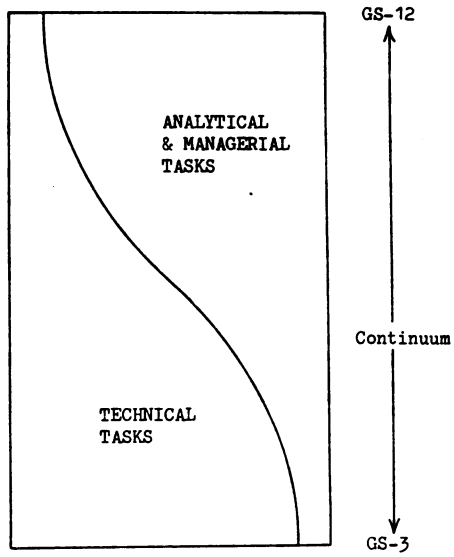 GS-12
ANALYTICAL
& MANAGERIAL
TASKS
Continuum
TECHNICAL
TASKS
GS-3